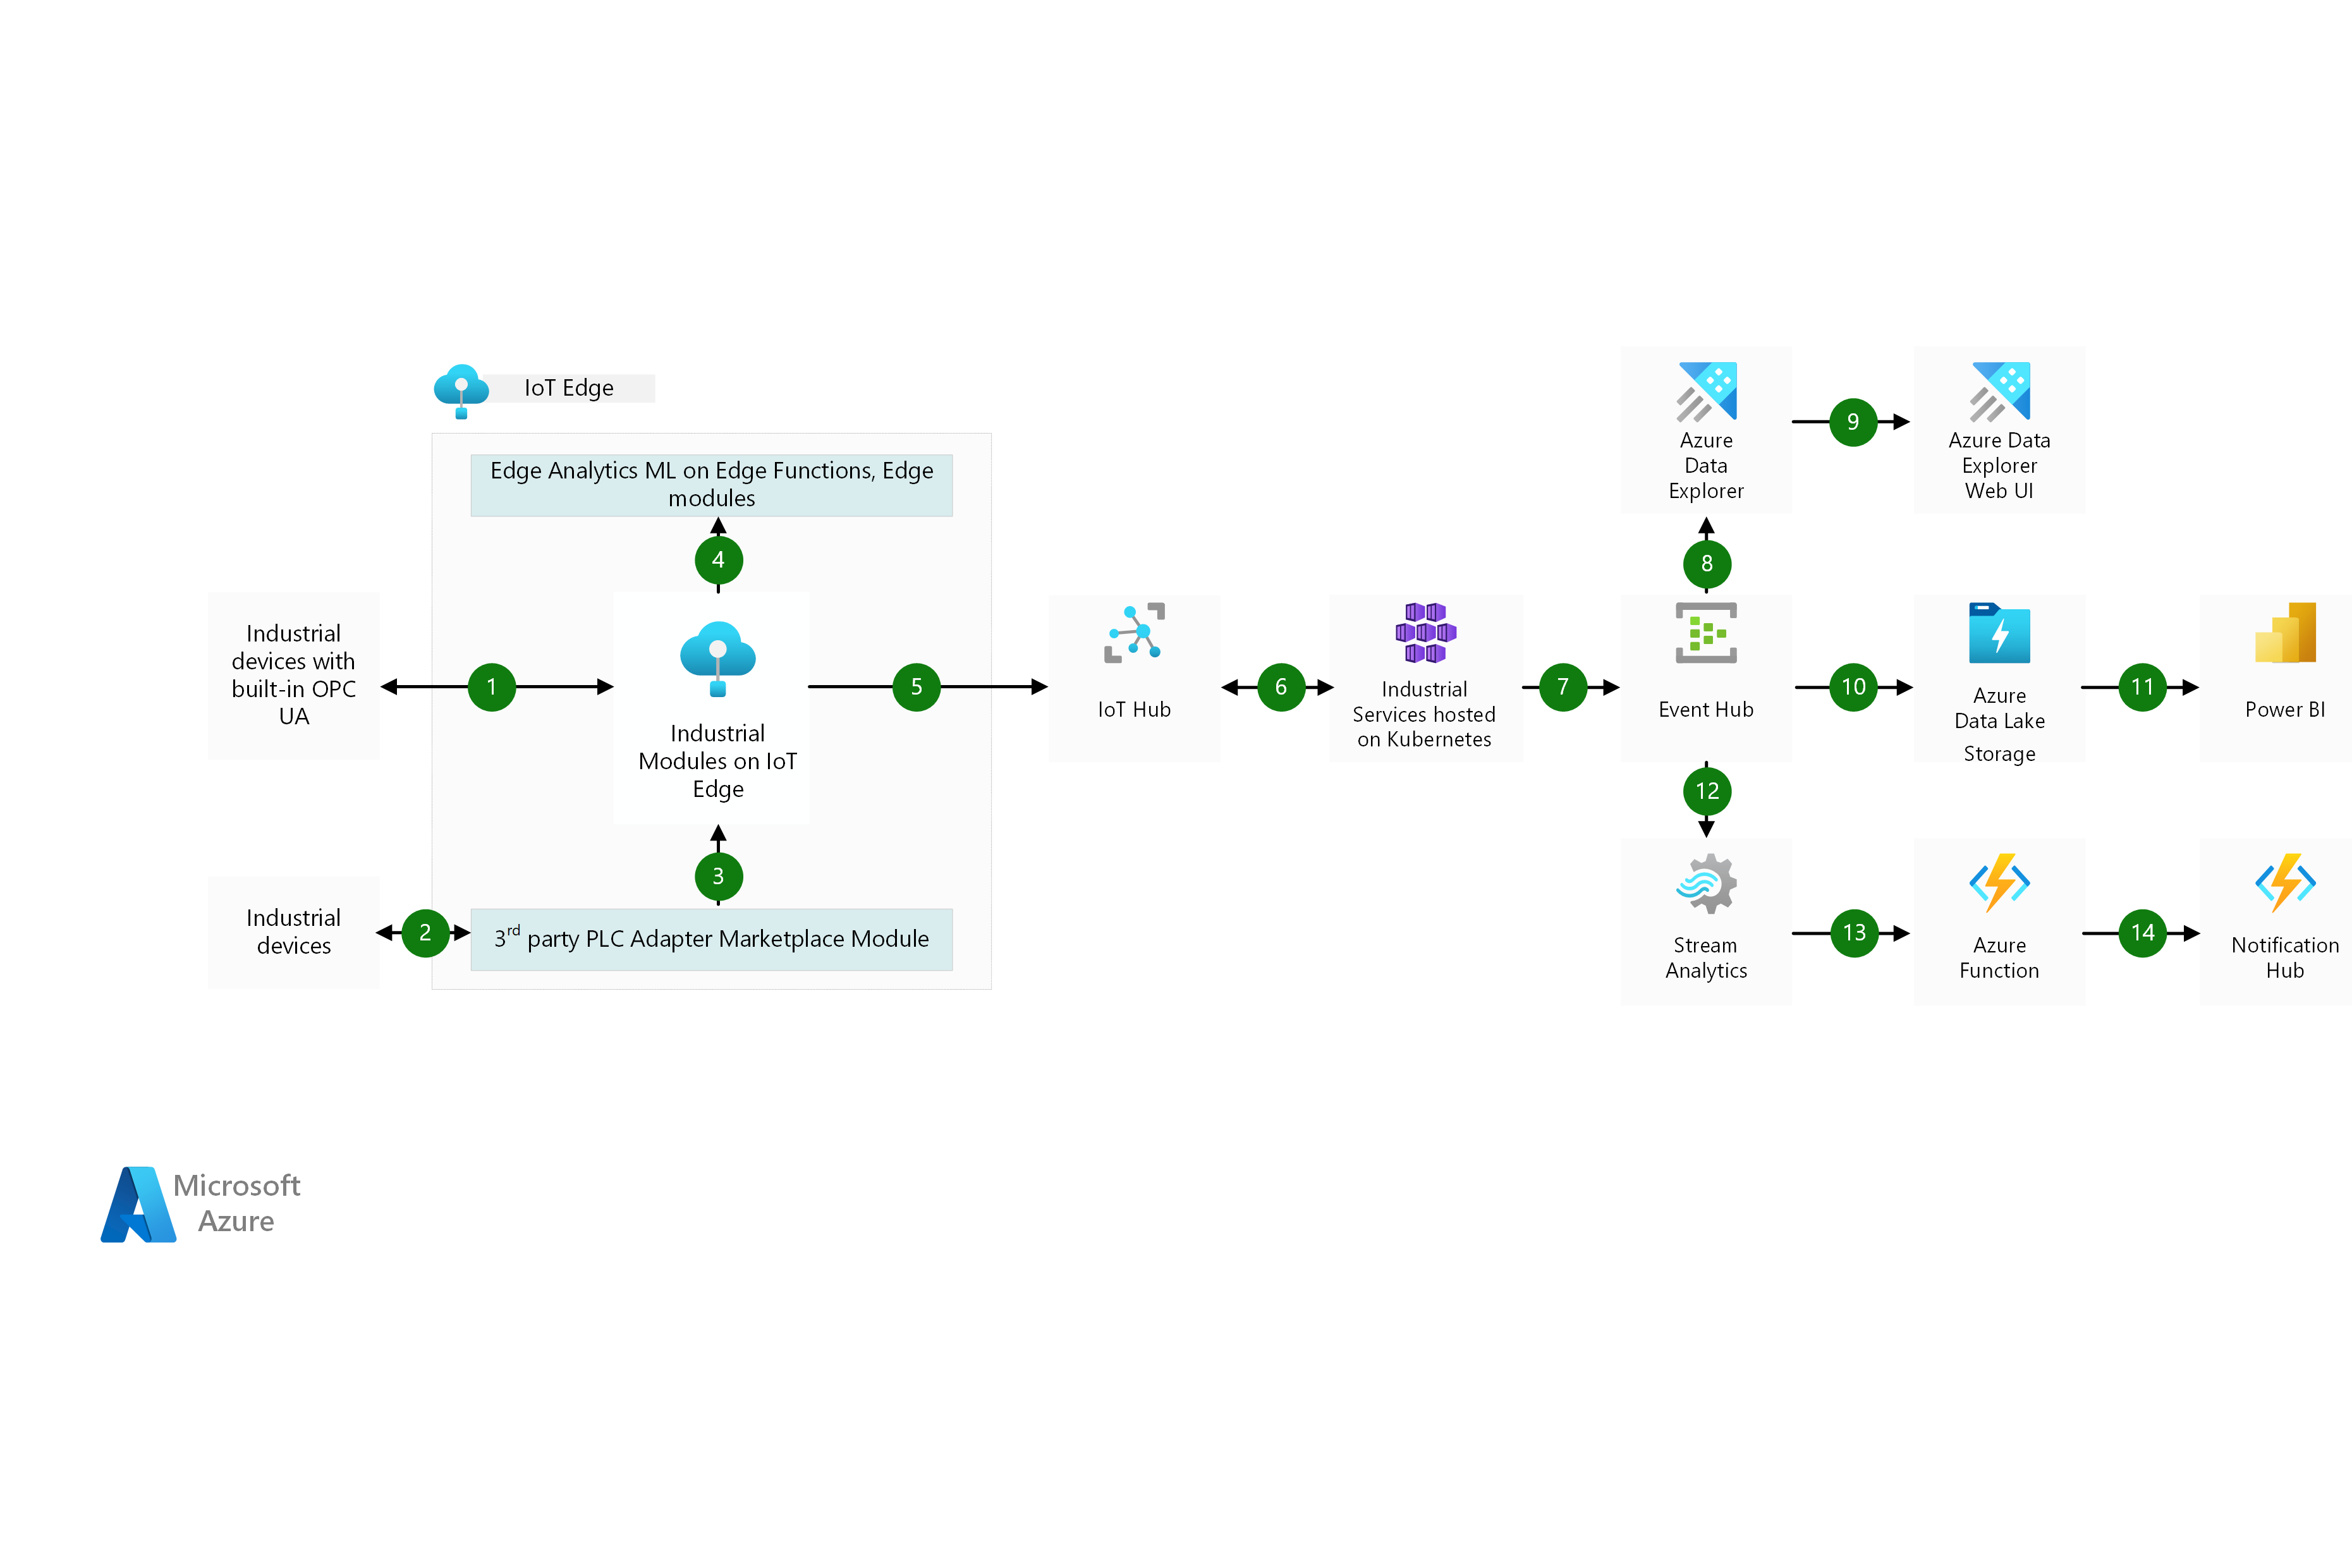 IoT Edge
Edge Analytics ML on Edge Functions, Edge
modules
4
Industrial
devices with
built-in OPC
UA
1
Industrial
Modules on IoT
Edge
5
3
Industrial
devices
2
3rd party PLC Adapter Marketplace Module
IoT Hub
6
Industrial
Services hosted
on Kubernetes
7
Azure
Data
Explorer
9
Azure Data
Explorer
Web UI
8
Event Hub
10
Azure
Data Lake
Storage
11
Power BI
12
Stream
Analytics
13
Azure
Function
14
Notification
Hub
Microsoft
Azure